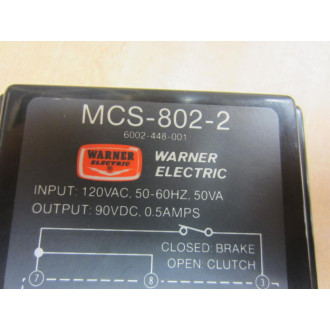 MCS-802-2
6002-448-001
WARNER ELECTRIC
WARNER
ELECTRIC
INPUT: 120VAC, 50-60HZ, 50VA
OUTPUT: 90VDC, 0.5AMPS
CLOSED: BRAKE
OPEN: CLUTCH
7 8 3